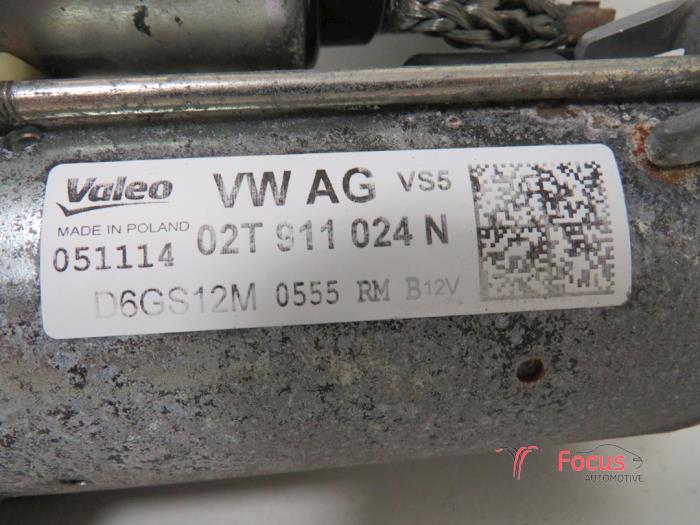 Valeo VW AG VS5
MADE IN POLAND 02T 911 024 N
051114
D6GS12M 0555 RM B12V
Focus
AUTOMOTIVE